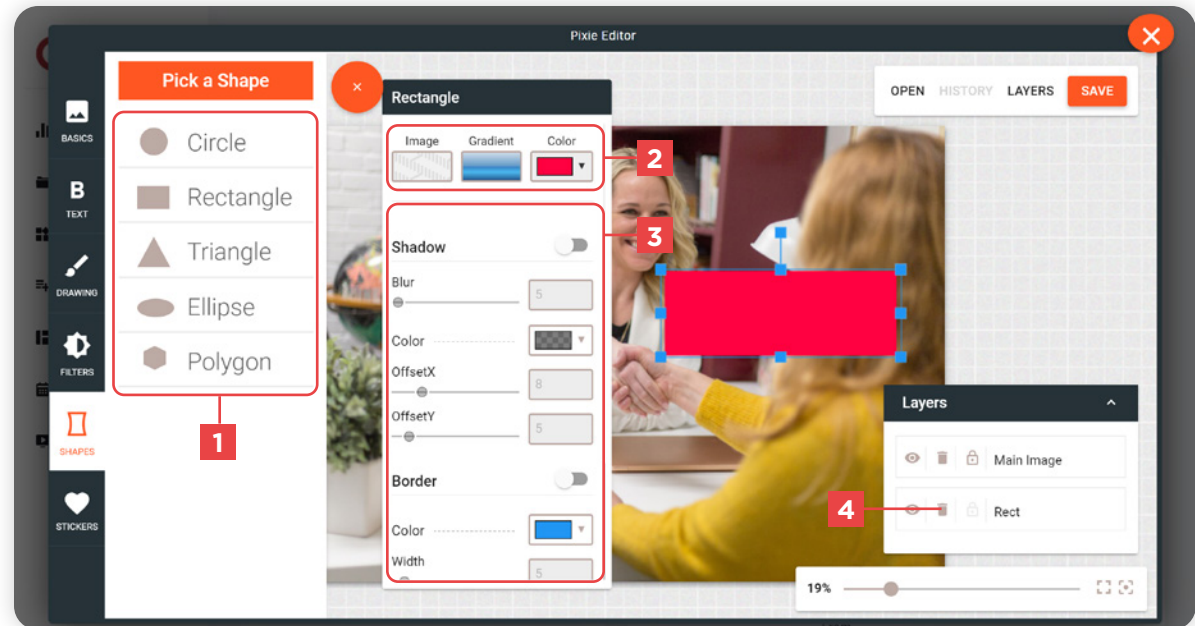 Pixie Editor
BASICS
B
TEXT
DRAWING
FILTERS
SHAPES
STICKERS
Pick a Shape
Circle
Rectangle
Triangle
Ellipse
Polygon
1
×
Rectangle
Image Gradient Color
2
3
Shadow
Blur
5
Color
OffsetX
8
OffsetY
5
Border
Color
Width
5
OPEN HISTORY LAYERS SAVE
Layers
Main Image
4
Rect
19%